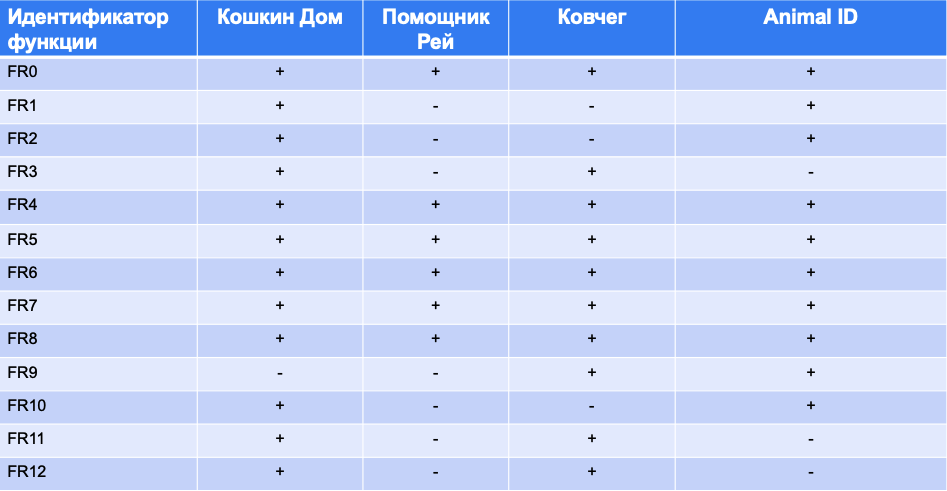 Идентификатор функции Кошкин Дом Помощник Рей Ковчег Animal ID
FR0 + + + +
FR1 + - - +
FR2 + - - +
FR3 + - + -
FR4 + + + +
FR5 + + + +
FR6 + + + +
FR7 + + + +
FR8 + + + +
FR9 - - + +
FR10 + - - +
FR11 + - + -
FR12 + - + -